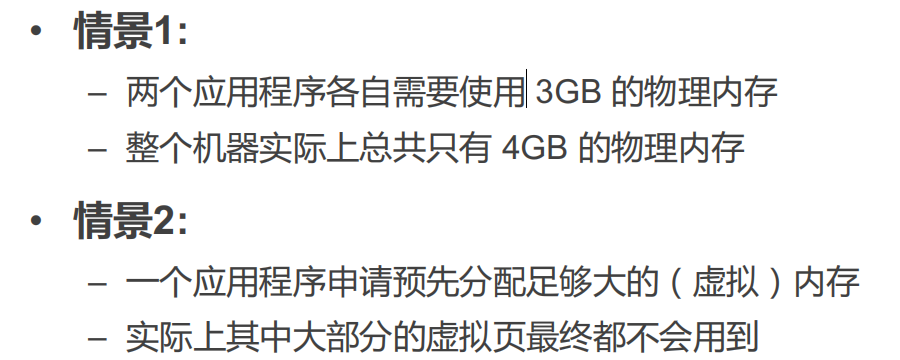 • 情景1:
– 两个应用程序各自需要使用 3GB 的物理内存
– 整个机器实际上总共只有 4GB 的物理内存
• 情景2:
– 一个应用程序申请预先分配足够大的（虚拟）内存
– 实际上其中大部分的虚拟页最终都不会用到